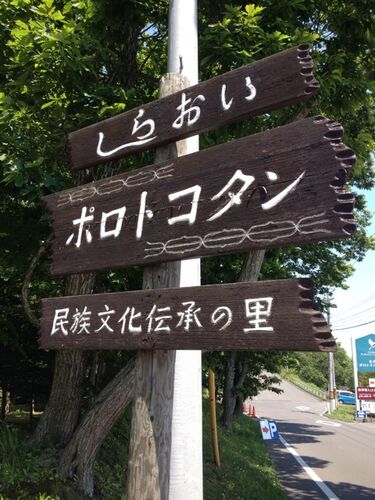 しらおい
ポロトコタン
民族文化伝承の里
P